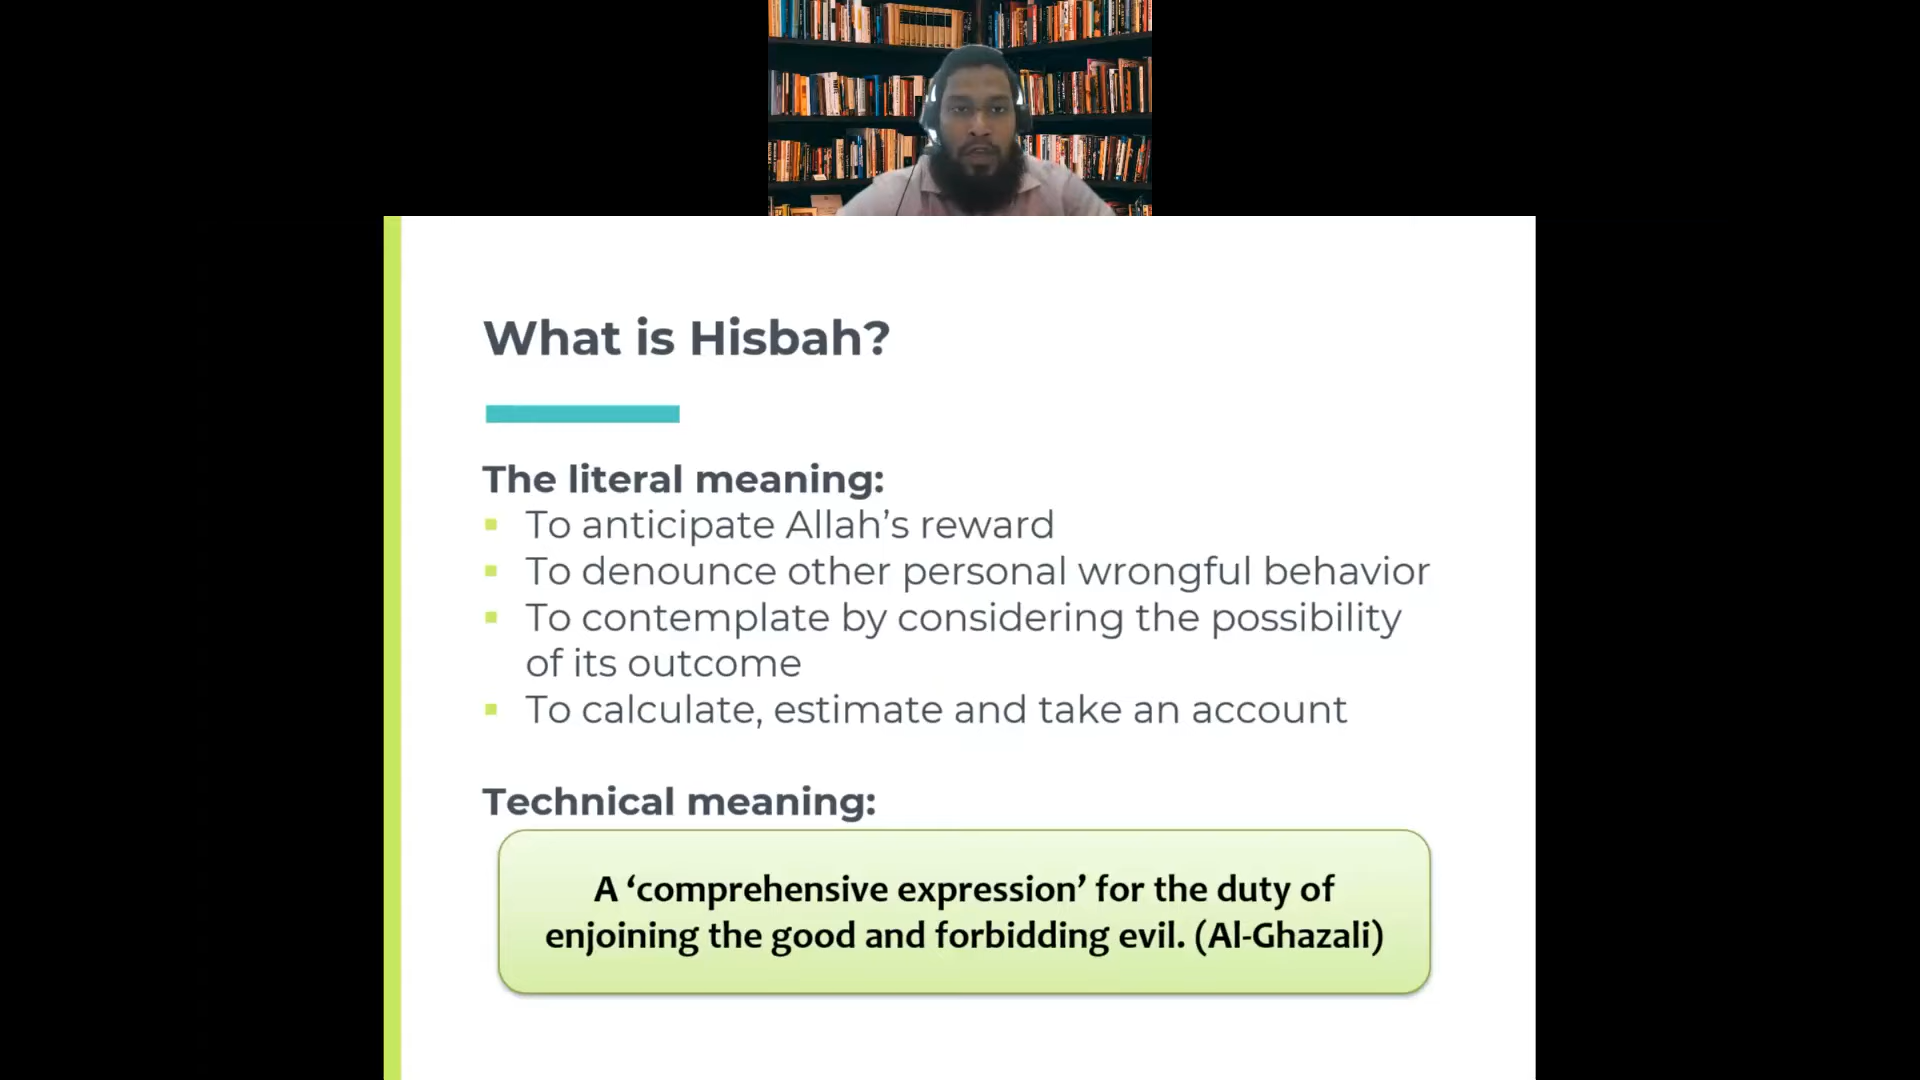 What is Hisbah?
The literal meaning:
▪ To anticipate Allah’s reward
▪ To denounce other personal wrongful behavior
▪ To contemplate by considering the possibility
of its outcome
▪ To calculate, estimate and take an account
Technical meaning:
A ‘comprehensive expression’ for the duty of
enjoining the good and forbidding evil. (Al-Ghazali)